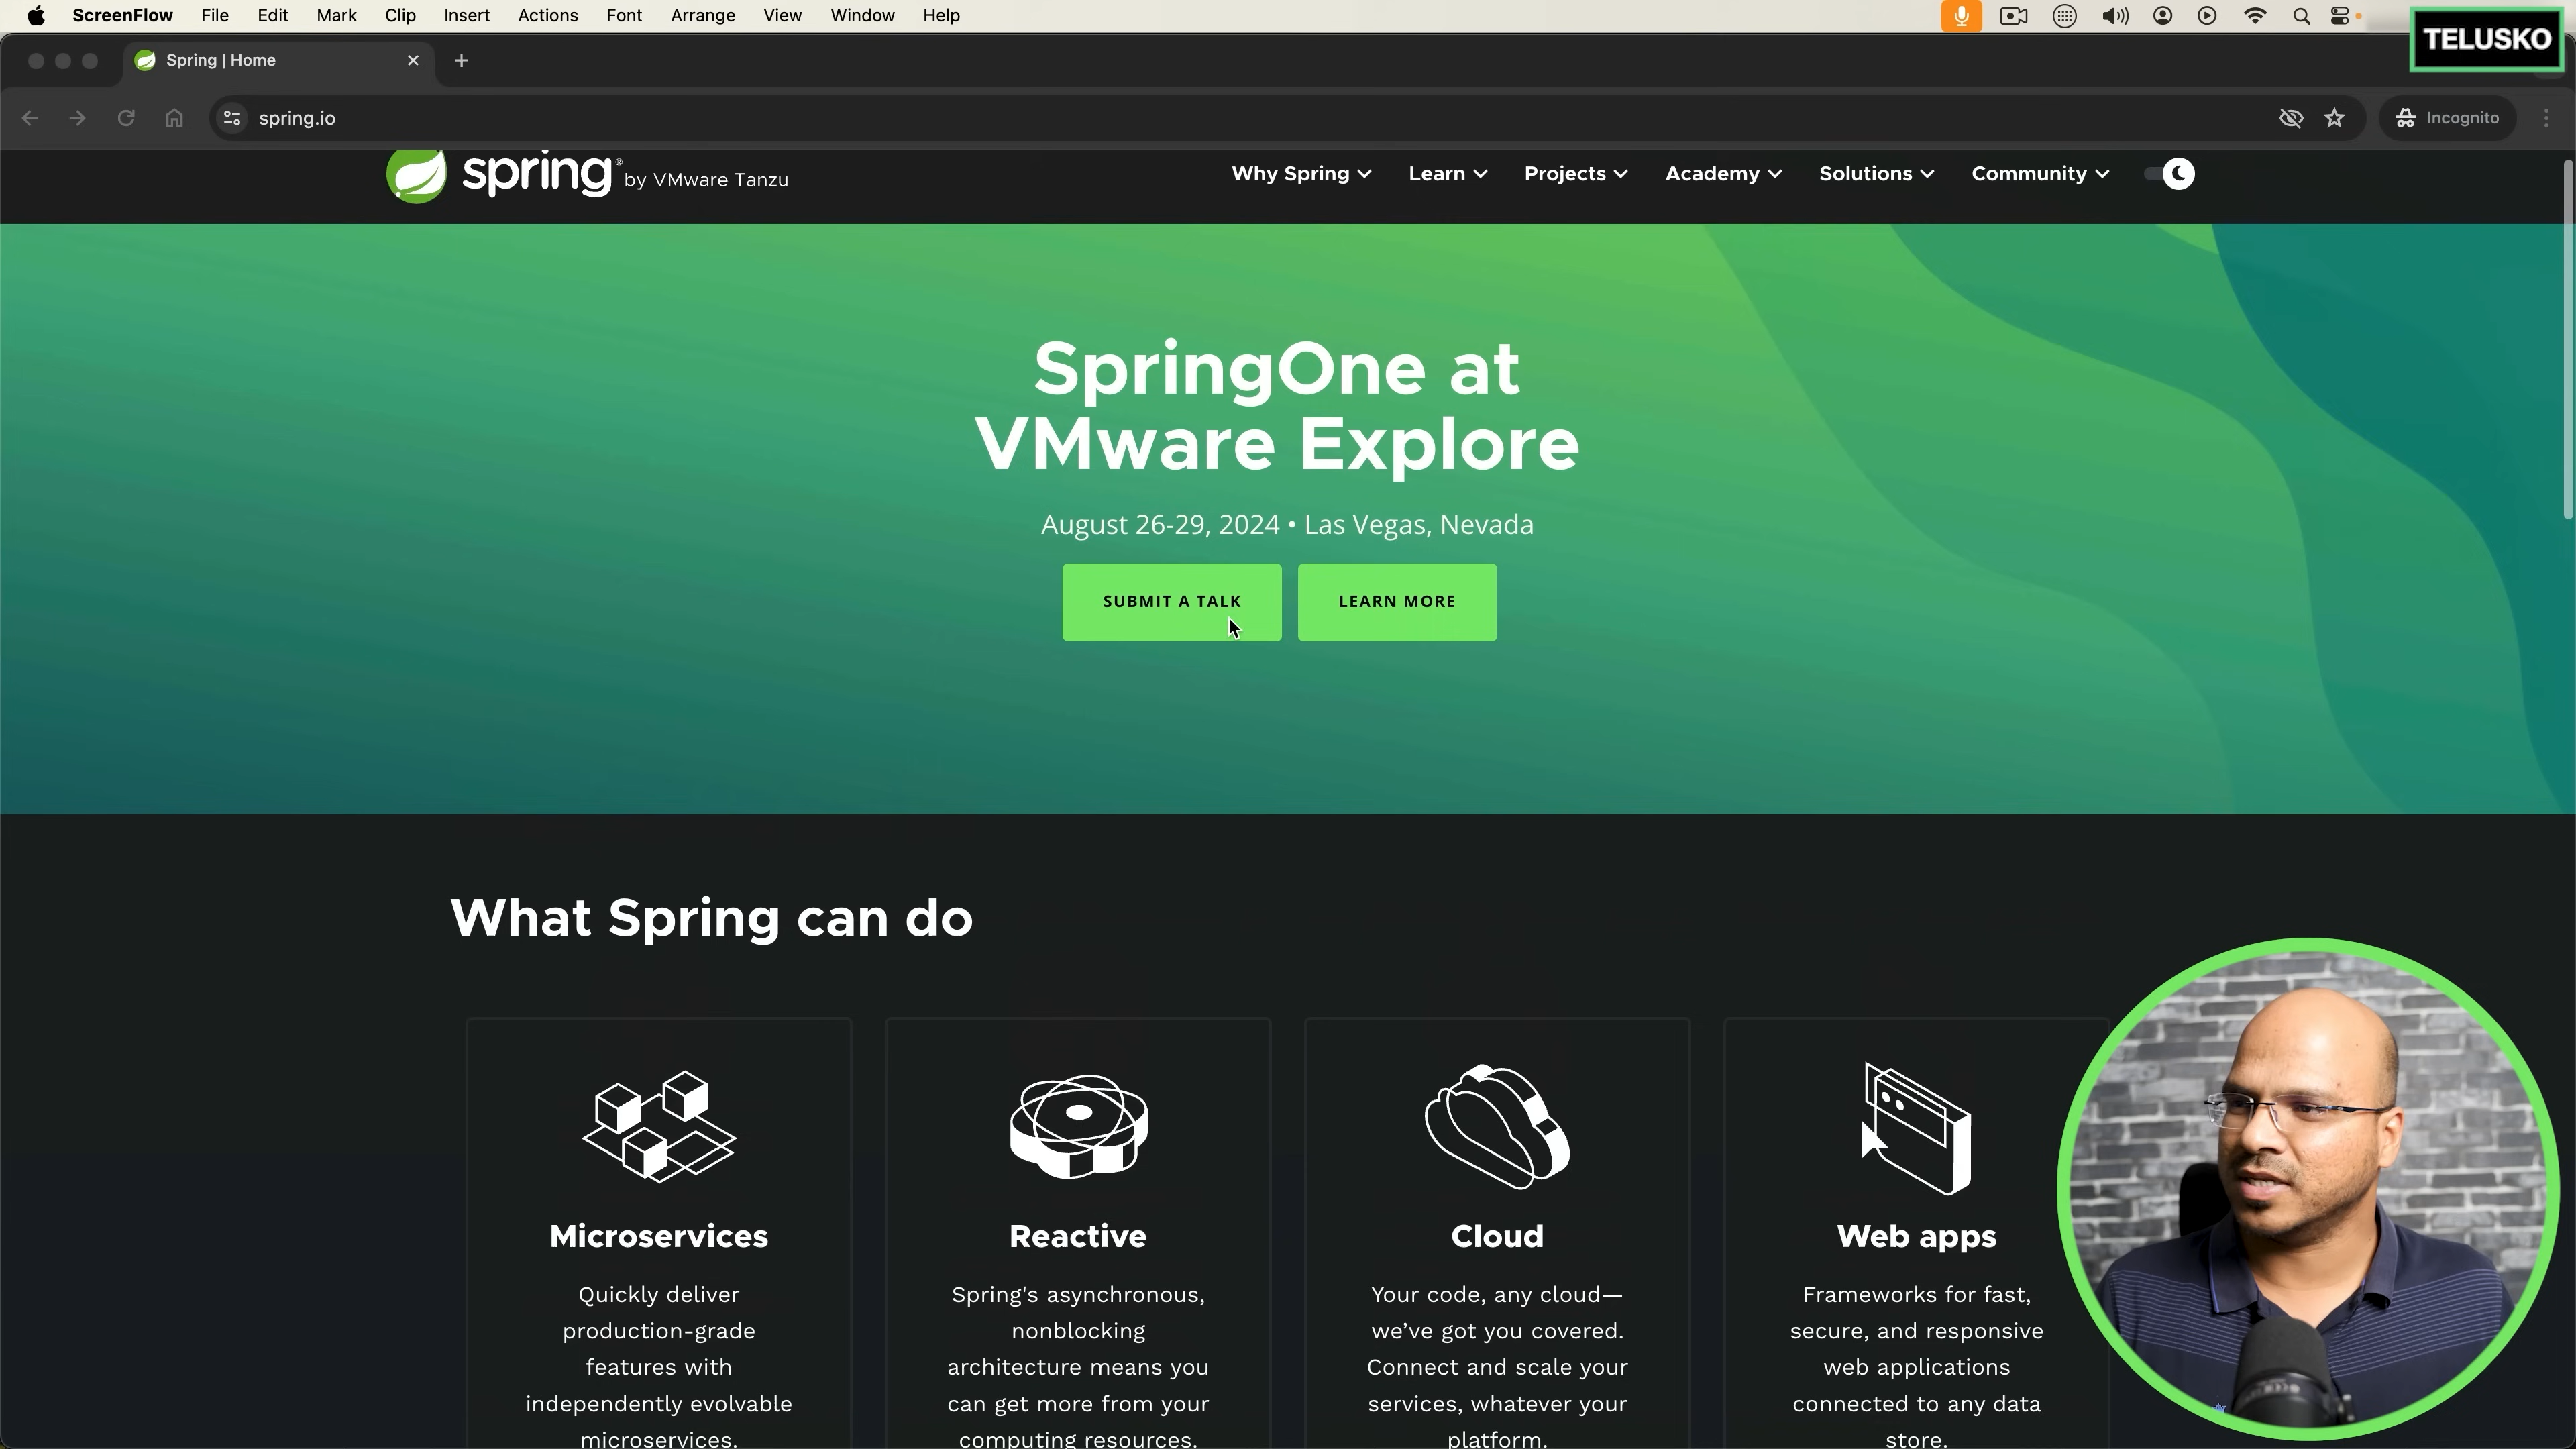 ScreenFlow File Edit Mark Clip Insert Actions Font Arrange View Window Help
TELUSKO
Spring | Home
spring.io
Incognito
spring® by VMware Tanzu
Why Spring Learn Projects Academy Solutions Community
SpringOne at
VMware Explore
August 26-29, 2024 • Las Vegas, Nevada
SUBMIT A TALK LEARN MORE
What Spring can do
Microservices
Quickly deliver
production-grade
features with
independently evolvable
microservices.
Reactive
Spring's asynchronous,
nonblocking
architecture means you
can get more from your
computing resources.
Cloud
Your code, any cloud—
we’ve got you covered.
Connect and scale your
services, whatever your
platform.
Web apps
Frameworks for fast,
secure, and responsive
web applications
connected to any data
store.